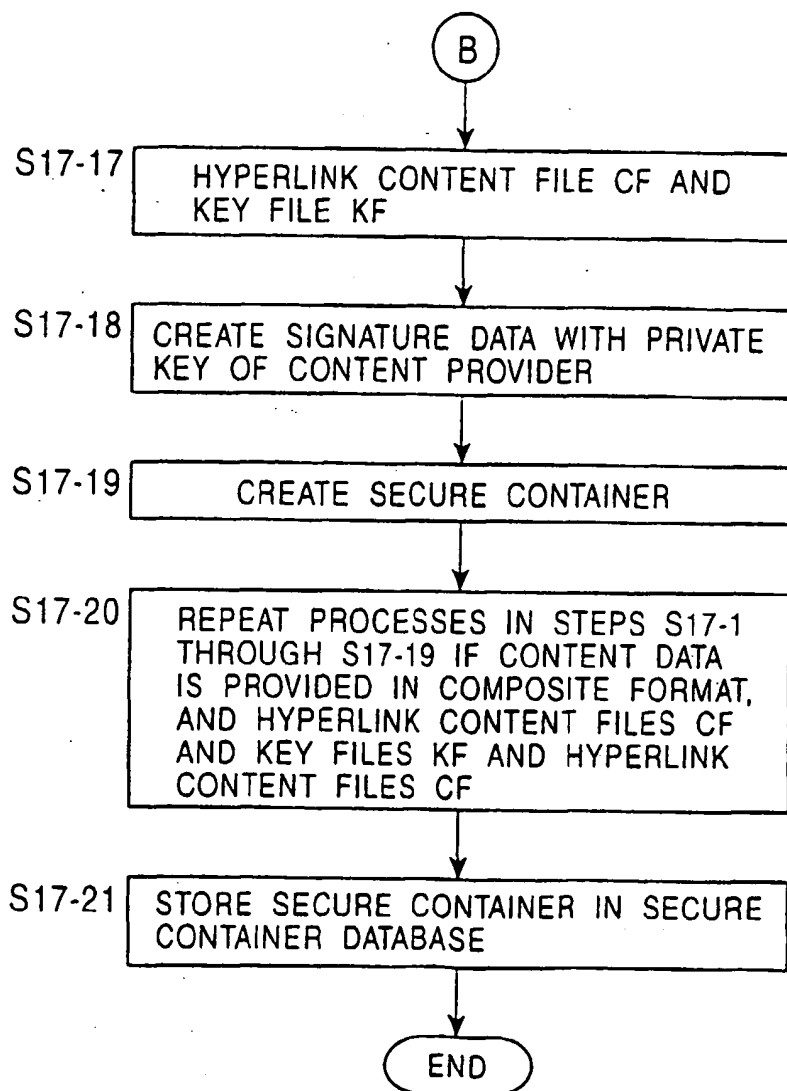 B
S17-17
HYPERLINK CONTENT FILE CF AND
KEY FILE KF
S17-18
CREATE SIGNATURE DATA WITH PRIVATE
KEY OF CONTENT PROVIDER
S17-19
CREATE SECURE CONTAINER
S17-20
REPEAT PROCESSES IN STEPS S17-1
THROUGH S17-19 IF CONTENT DATA
IS PROVIDED IN COMPOSITE FORMAT,
AND HYPERLINK CONTENT FILES CF
AND KEY FILES KF AND HYPERLINK
CONTENT FILES CF
S17-21
STORE SECURE CONTAINER IN SECURE
CONTAINER DATABASE
END